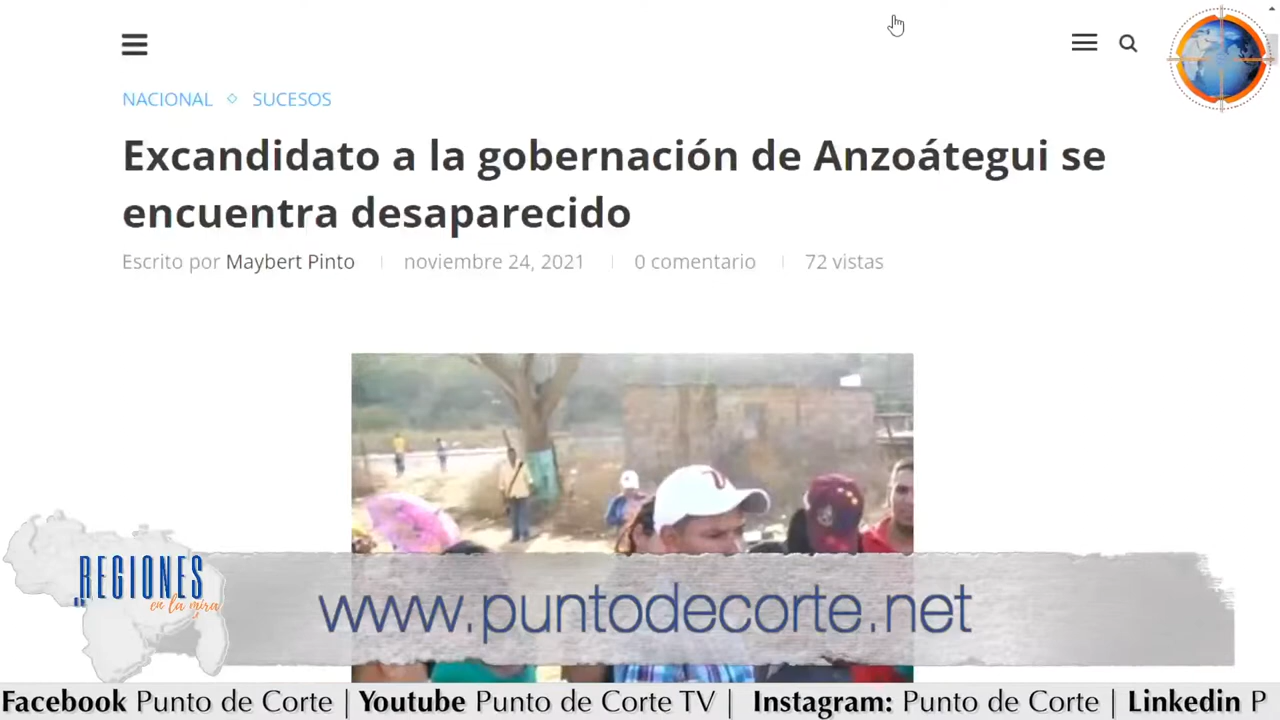 NACIONAL ◇ SUCESOS
Excandidato a la gobernación de Anzoátegui se
encuentra desaparecido
Escrito por Maybert Pinto | noviembre 24, 2021 | 0 comentario | 72 vistas
REGIONES
en la mira
www.puntodecorte.net
Facebook Punto de Corte | Youtube Punto de Corte TV | Instagram: Punto de Corte | Linkedin P